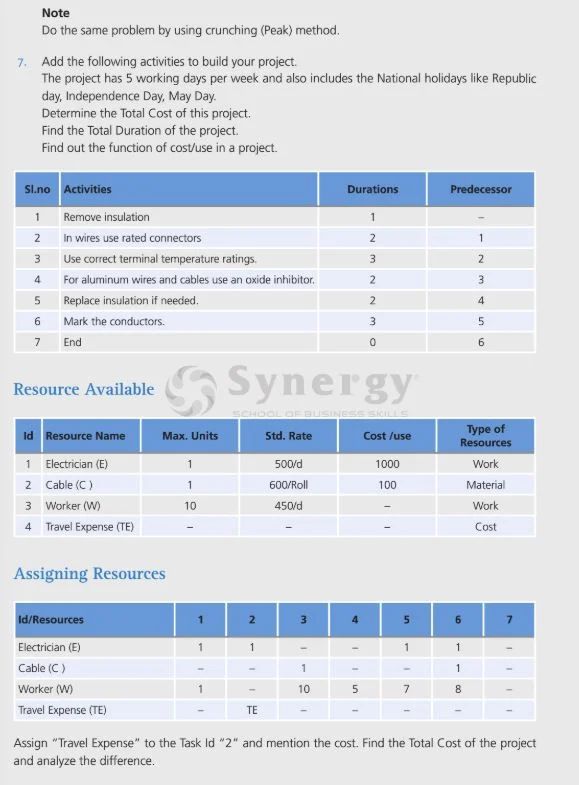 Note
Do the same problem by using crunching (Peak) method.
7. Add the following activities to build your project.
The project has 5 working days per week and also includes the National holidays like Republic
day, Independence Day, May Day.
Determine the Total Cost of this project.
Find the Total Duration of the project.
Find out the function of cost/use in a project.
Sl.no Activities Durations Predecessor
1 Remove insulation 1 –
2 In wires use rated connectors 2 1
3 Use correct terminal temperature ratings. 3 2
4 For aluminum wires and cables use an oxide inhibitor. 2 3
5 Replace insulation if needed. 2 4
6 Mark the conductors. 3 5
7 End 0 6
Synergy
SCHOOL OF BUSINESS SKILLS
Resource Available
Id Resource Name Max. Units Std. Rate Cost /use Type of
Resources
1 Electrician (E) 1 500/d 1000 Work
2 Cable (C ) 1 600/Roll 100 Material
3 Worker (W) 10 450/d – Work
4 Travel Expense (TE) – – – Cost
Assigning Resources
Id/Resources 1 2 3 4 5 6 7
Electrician (E) 1 1 – – 1 1 –
Cable (C ) – – 1 – – 1 –
Worker (W) 1 – 10 5 7 8 –
Travel Expense (TE) – TE – – – – –
Assign "Travel Expense" to the Task Id "2" and mention the cost. Find the Total Cost of the project
and analyze the difference.